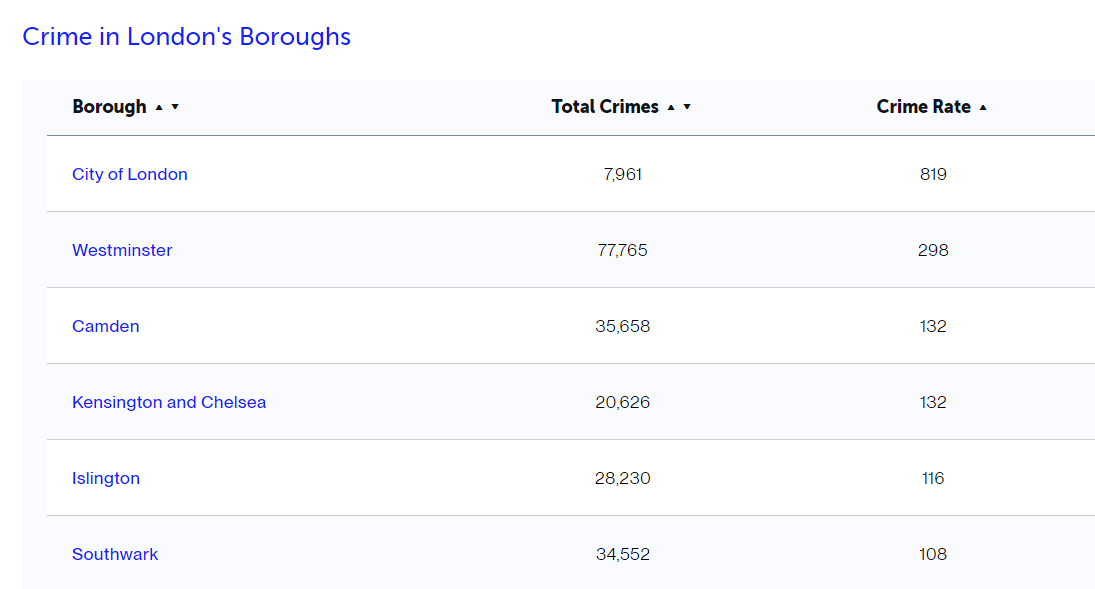 Crime in London's Boroughs
Borough ▲ ▼ Total Crimes ▲ ▼ Crime Rate ▲
City of London 7,961 819
Westminster 77,765 298
Camden 35,658 132
Kensington and Chelsea 20,626 132
Islington 28,230 116
Southwark 34,552 108